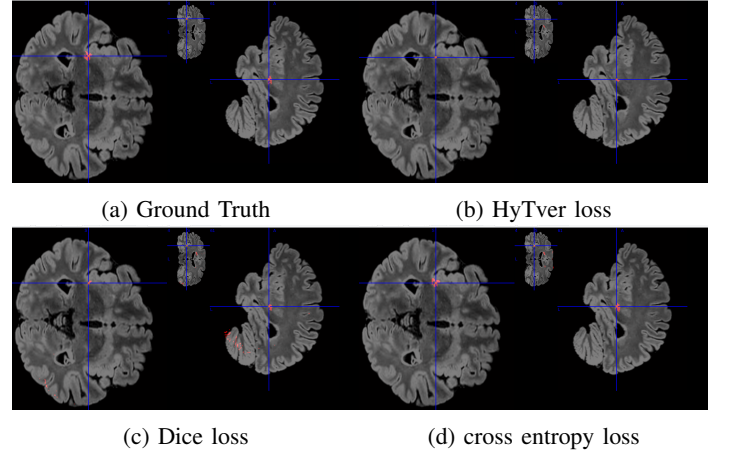 (a) Ground Truth
(b) HyTver loss
(c) Dice loss
(d) cross entropy loss